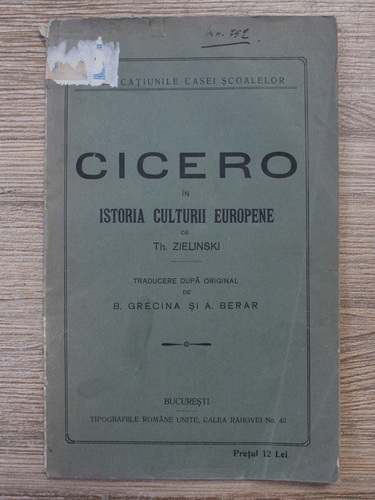 no. 752
CAȚIUNILE CASEI ȘCOALELOR
CICERO
ÎN
ISTORIA CULTURII EUROPENE
DE
Th. ZIELINSKI
TRADUCERE DUPĂ ORIGINAL
DE
B. GRECINA ȘI A. BERAR
BUCUREȘTI
TIPOGRAFIILE ROMÂNE UNITE, CALEA RAHOVEI No. 42
Prețul 12 Lei